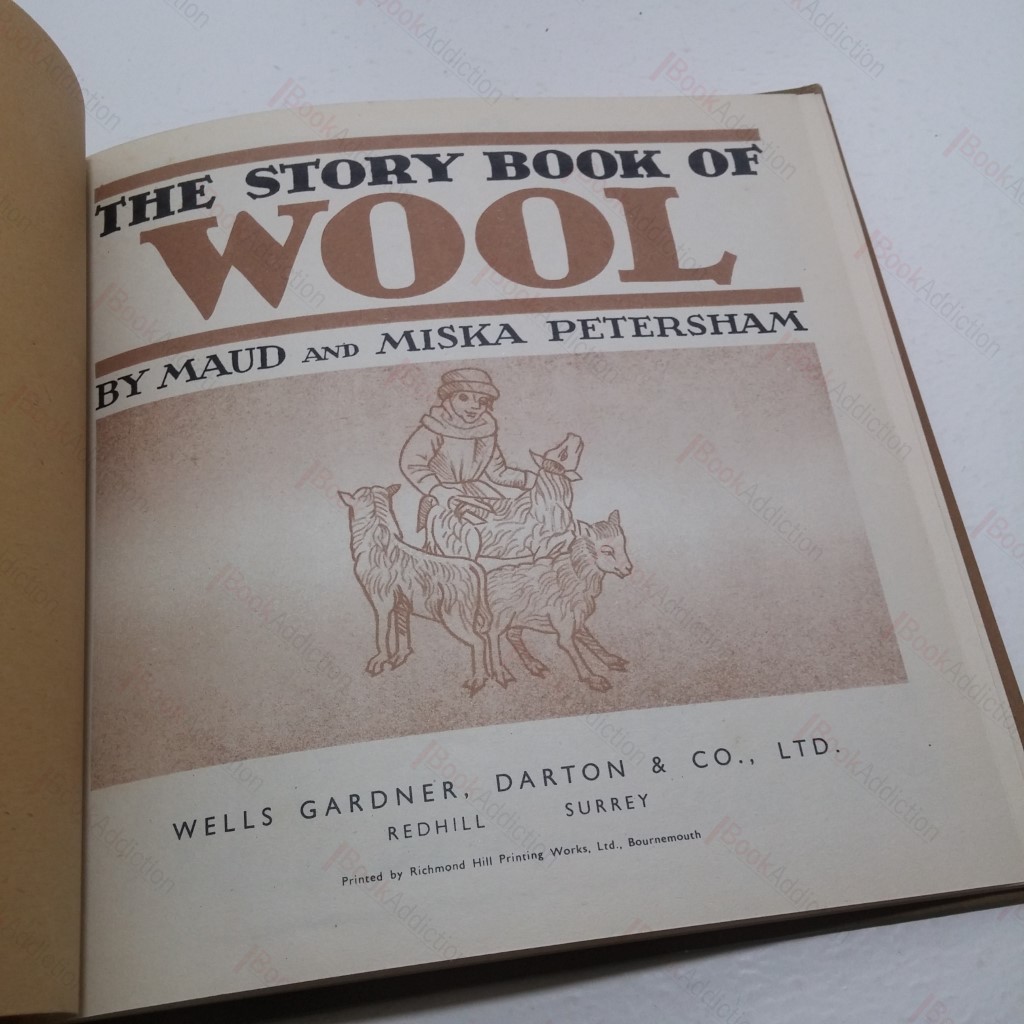 THE STORY BOOK OF
WOOL
BY MAUD AND MISKA PETERSHAM
WELLS GARDNER, DARTON & CO., LTD.
REDHILL SURREY
Printed by Richmond Hill Printing Works, Ltd., Bournemouth
BookAddiction